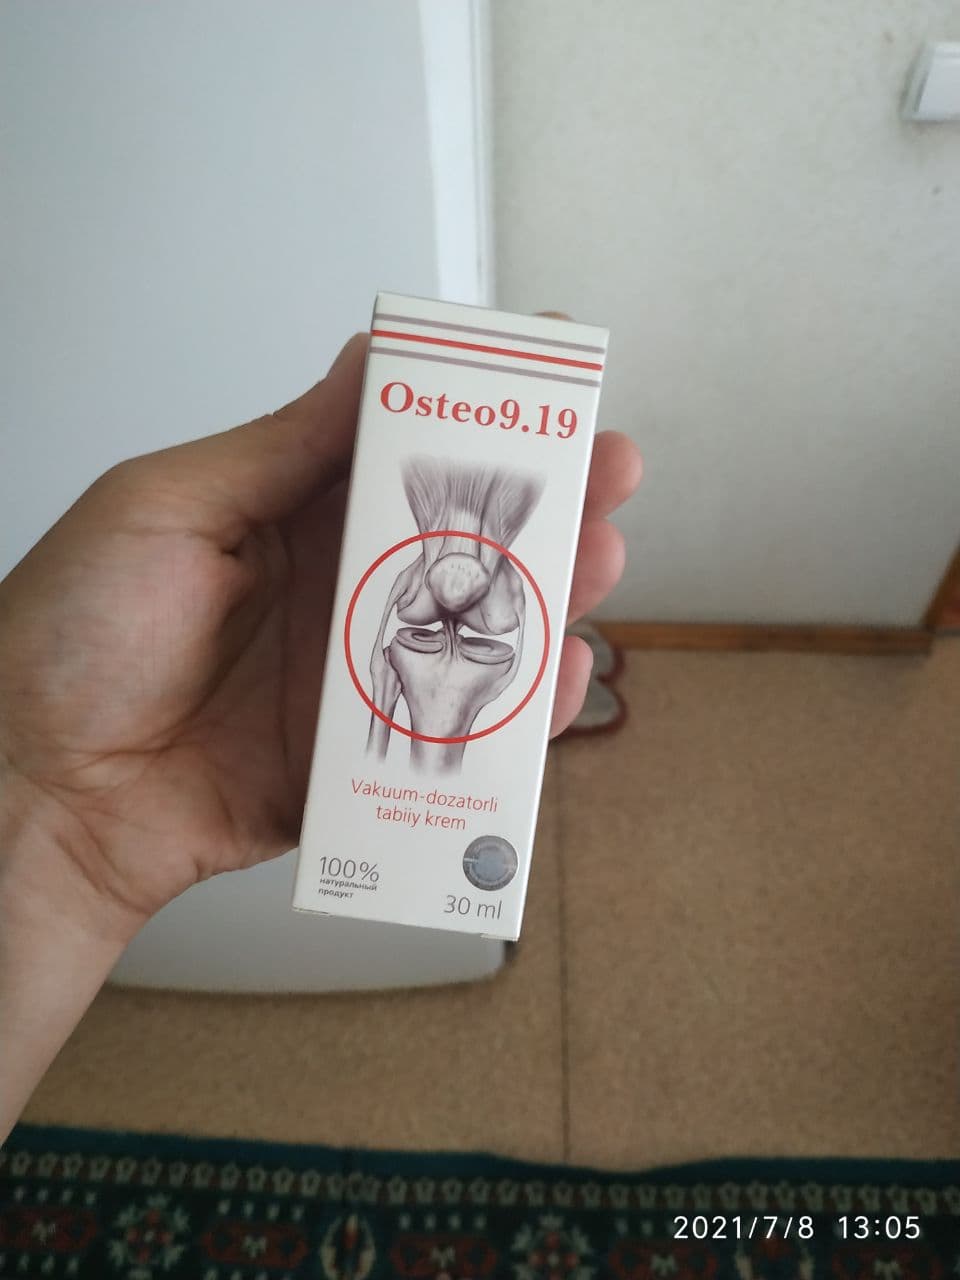 Osteo9.19
Vakuum-dozatorli
tabiiy krem
100%
натуральный
продукт
30 ml
2021/7/8 13:05